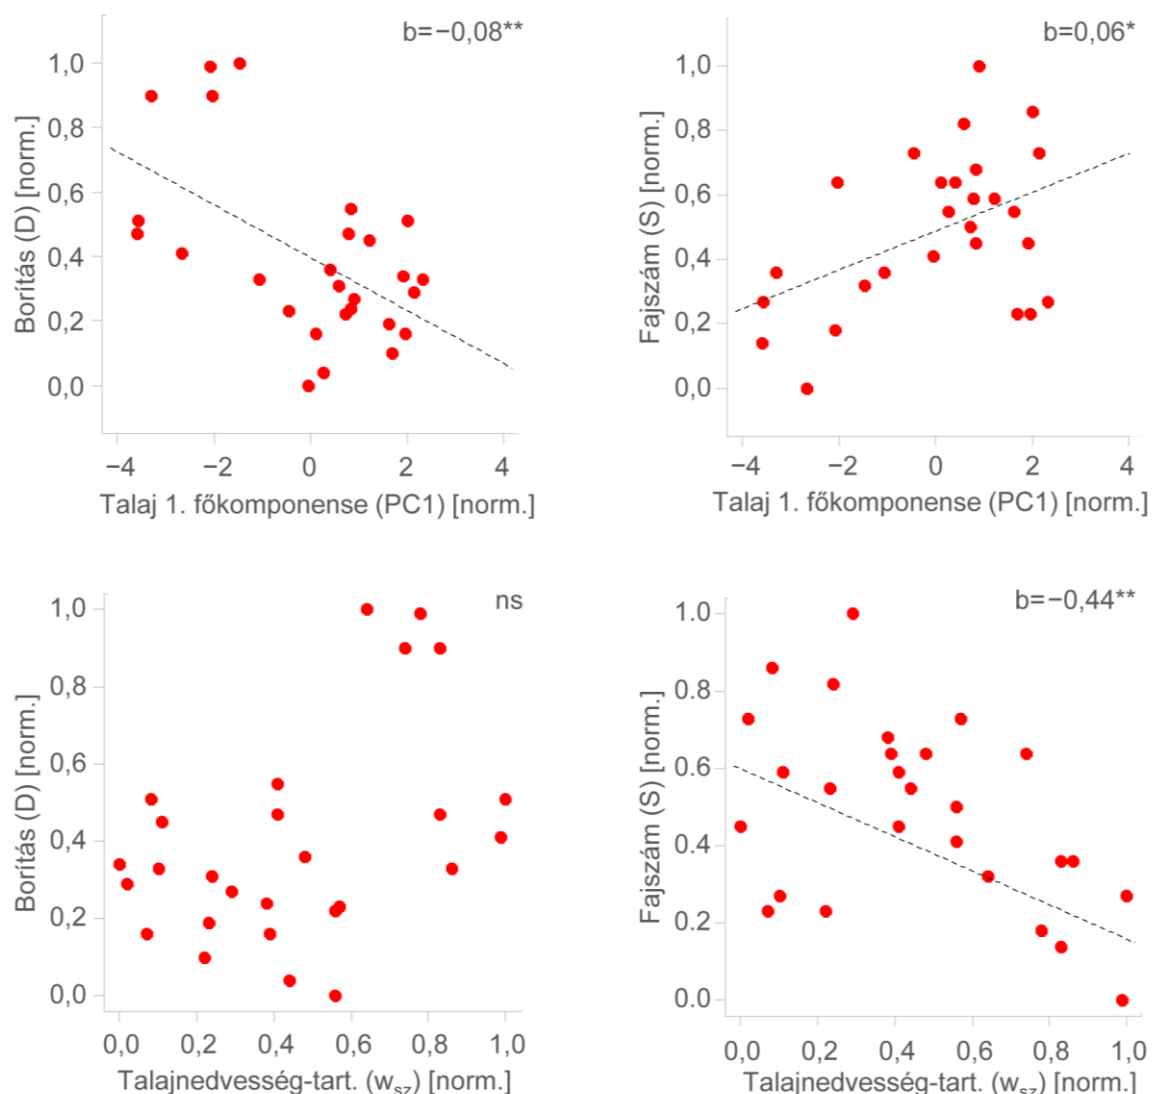 b=−0,08**
1,0
0,8
0,6
0,4
0,2
0,0
Borítás (D) [norm.]
−4 −2 0 2 4
Talaj 1. főkomponense (PC1) [norm.]
b=0,06*
1,0
0,8
0,6
0,4
0,2
0,0
Fajszám (S) [norm.]
−4 −2 0 2 4
Talaj 1. főkomponense (PC1) [norm.]
ns
1,0
0,8
0,6
0,4
0,2
0,0
Borítás (D) [norm.]
0,0 0,2 0,4 0,6 0,8 1,0
Talajnedvesség-tart. (wsz) [norm.]
b=−0,44**
1.0
0.8
0.6
0.4
0.2
0.0
Fajszám (S) [norm.]
0,0 0,2 0,4 0,6 0,8 1,0
Talajnedvesség-tart. (wsz) [norm.]